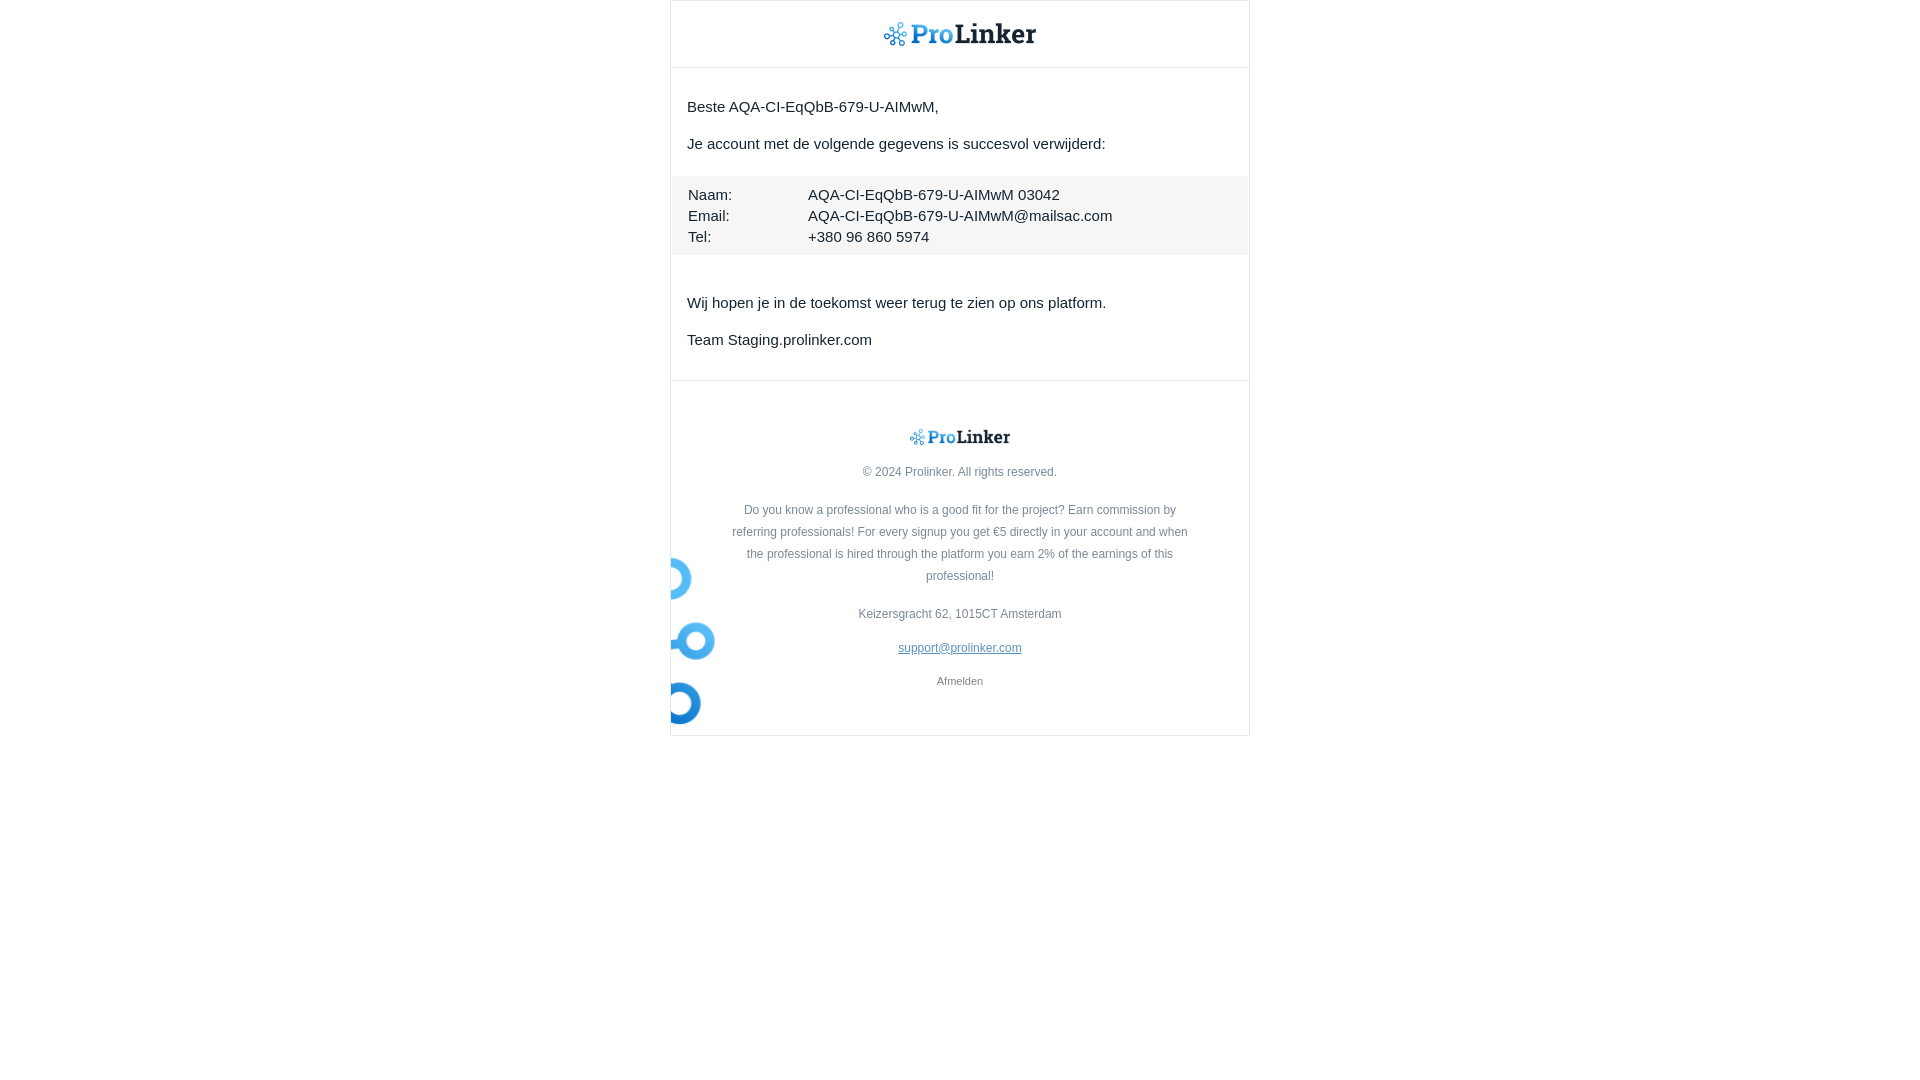 ProLinker
Beste AQA-CI-EqQbB-679-U-AIMwM,
Je account met de volgende gegevens is succesvol verwijderd:
Naam: AQA-CI-EqQbB-679-U-AIMwM 03042
Email: AQA-CI-EqQbB-679-U-AIMwM@mailsac.com
Tel: +380 96 860 5974
Wij hopen je in de toekomst weer terug te zien op ons platform.
Team Staging.prolinker.com
ProLinker
© 2024 Prolinker. All rights reserved.
Do you know a professional who is a good fit for the project? Earn commission by
referring professionals! For every signup you get €5 directly in your account and when
the professional is hired through the platform you earn 2% of the earnings of this
professional!
Keizersgracht 62, 1015CT Amsterdam
support@prolinker.com
Afmelden